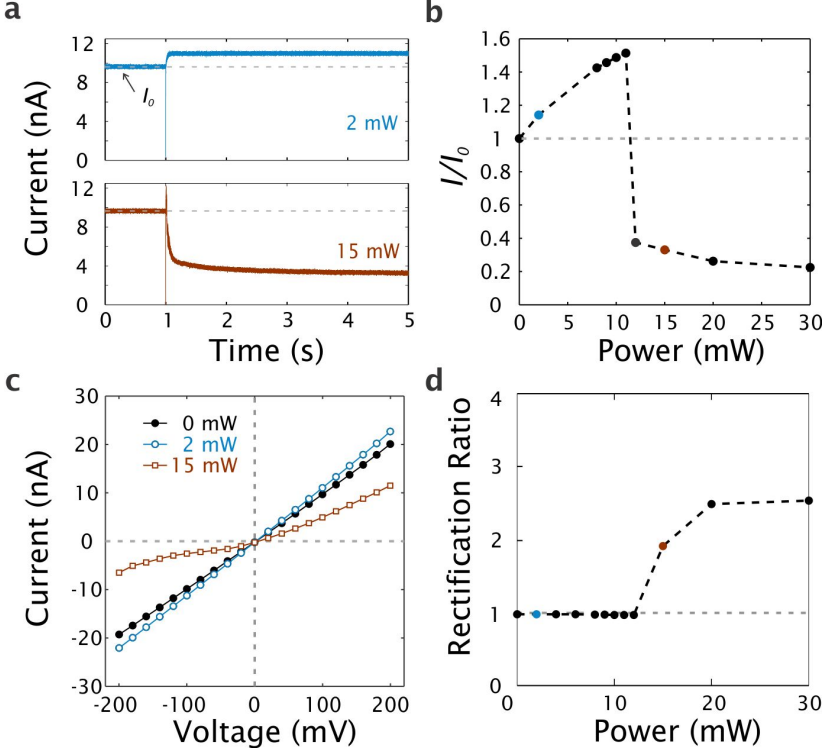 a
Current (nA)
12
8
4
0
I0
2 mW
12
8
4
0
15 mW
0
1
2
3
4
5
Time (s)
b
I/I0
1.6
1.4
1.2
1
0.8
0.6
0.4
0.2
0
0
5
10
15
20
25
30
Power (mW)
c
Current (nA)
30
20
10
0
-10
-20
-30
0 mW
2 mW
15 mW
-200
-100
0
100
200
Voltage (mV)
d
Rectification Ratio
4
3
2
1
0
0
10
20
30
Power (mW)